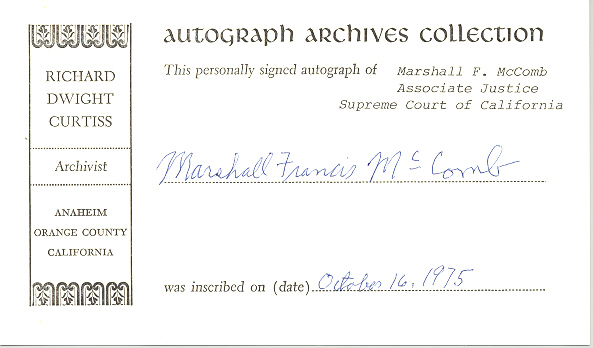 AUTOGRAPH ARCHIVES COLLECTION
This personally signed autograph of Marshall F. McComb
Associate Justice
Supreme Court of California
Marshall Francis McComb
was inscribed on (date) October 16, 1975
RICHARD
DWIGHT
CURTISS
Archivist
ANAHEIM
ORANGE COUNTY
CALIFORNIA